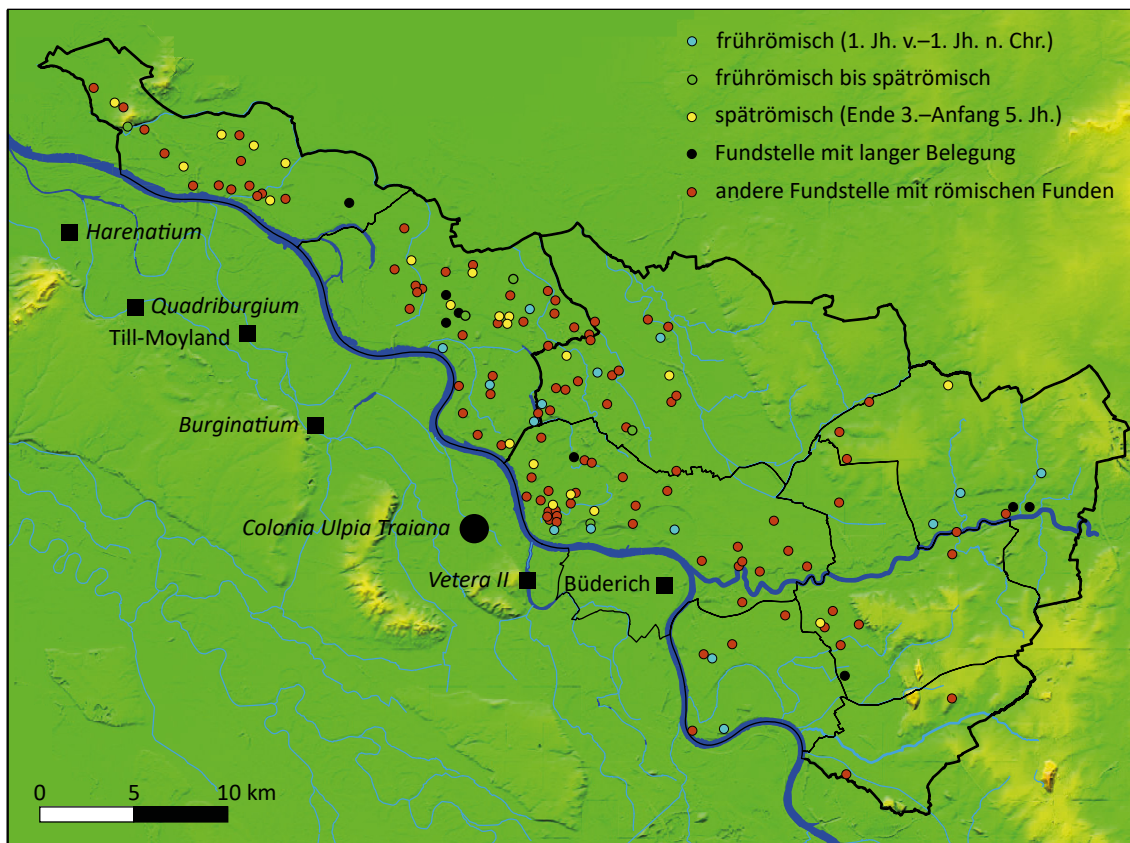 frührömisch (1. Jh. v.–1. Jh. n. Chr.)
frührömisch bis spätrömisch
spätrömisch (Ende 3.–Anfang 5. Jh.)
Fundstelle mit langer Belegung
andere Fundstelle mit römischen Funden
Harenatium
Quadriburgium
Till-Moyland
Burginatium
Colonia Ulpia Traiana
Vetera II
Büderich
0 5 10 km